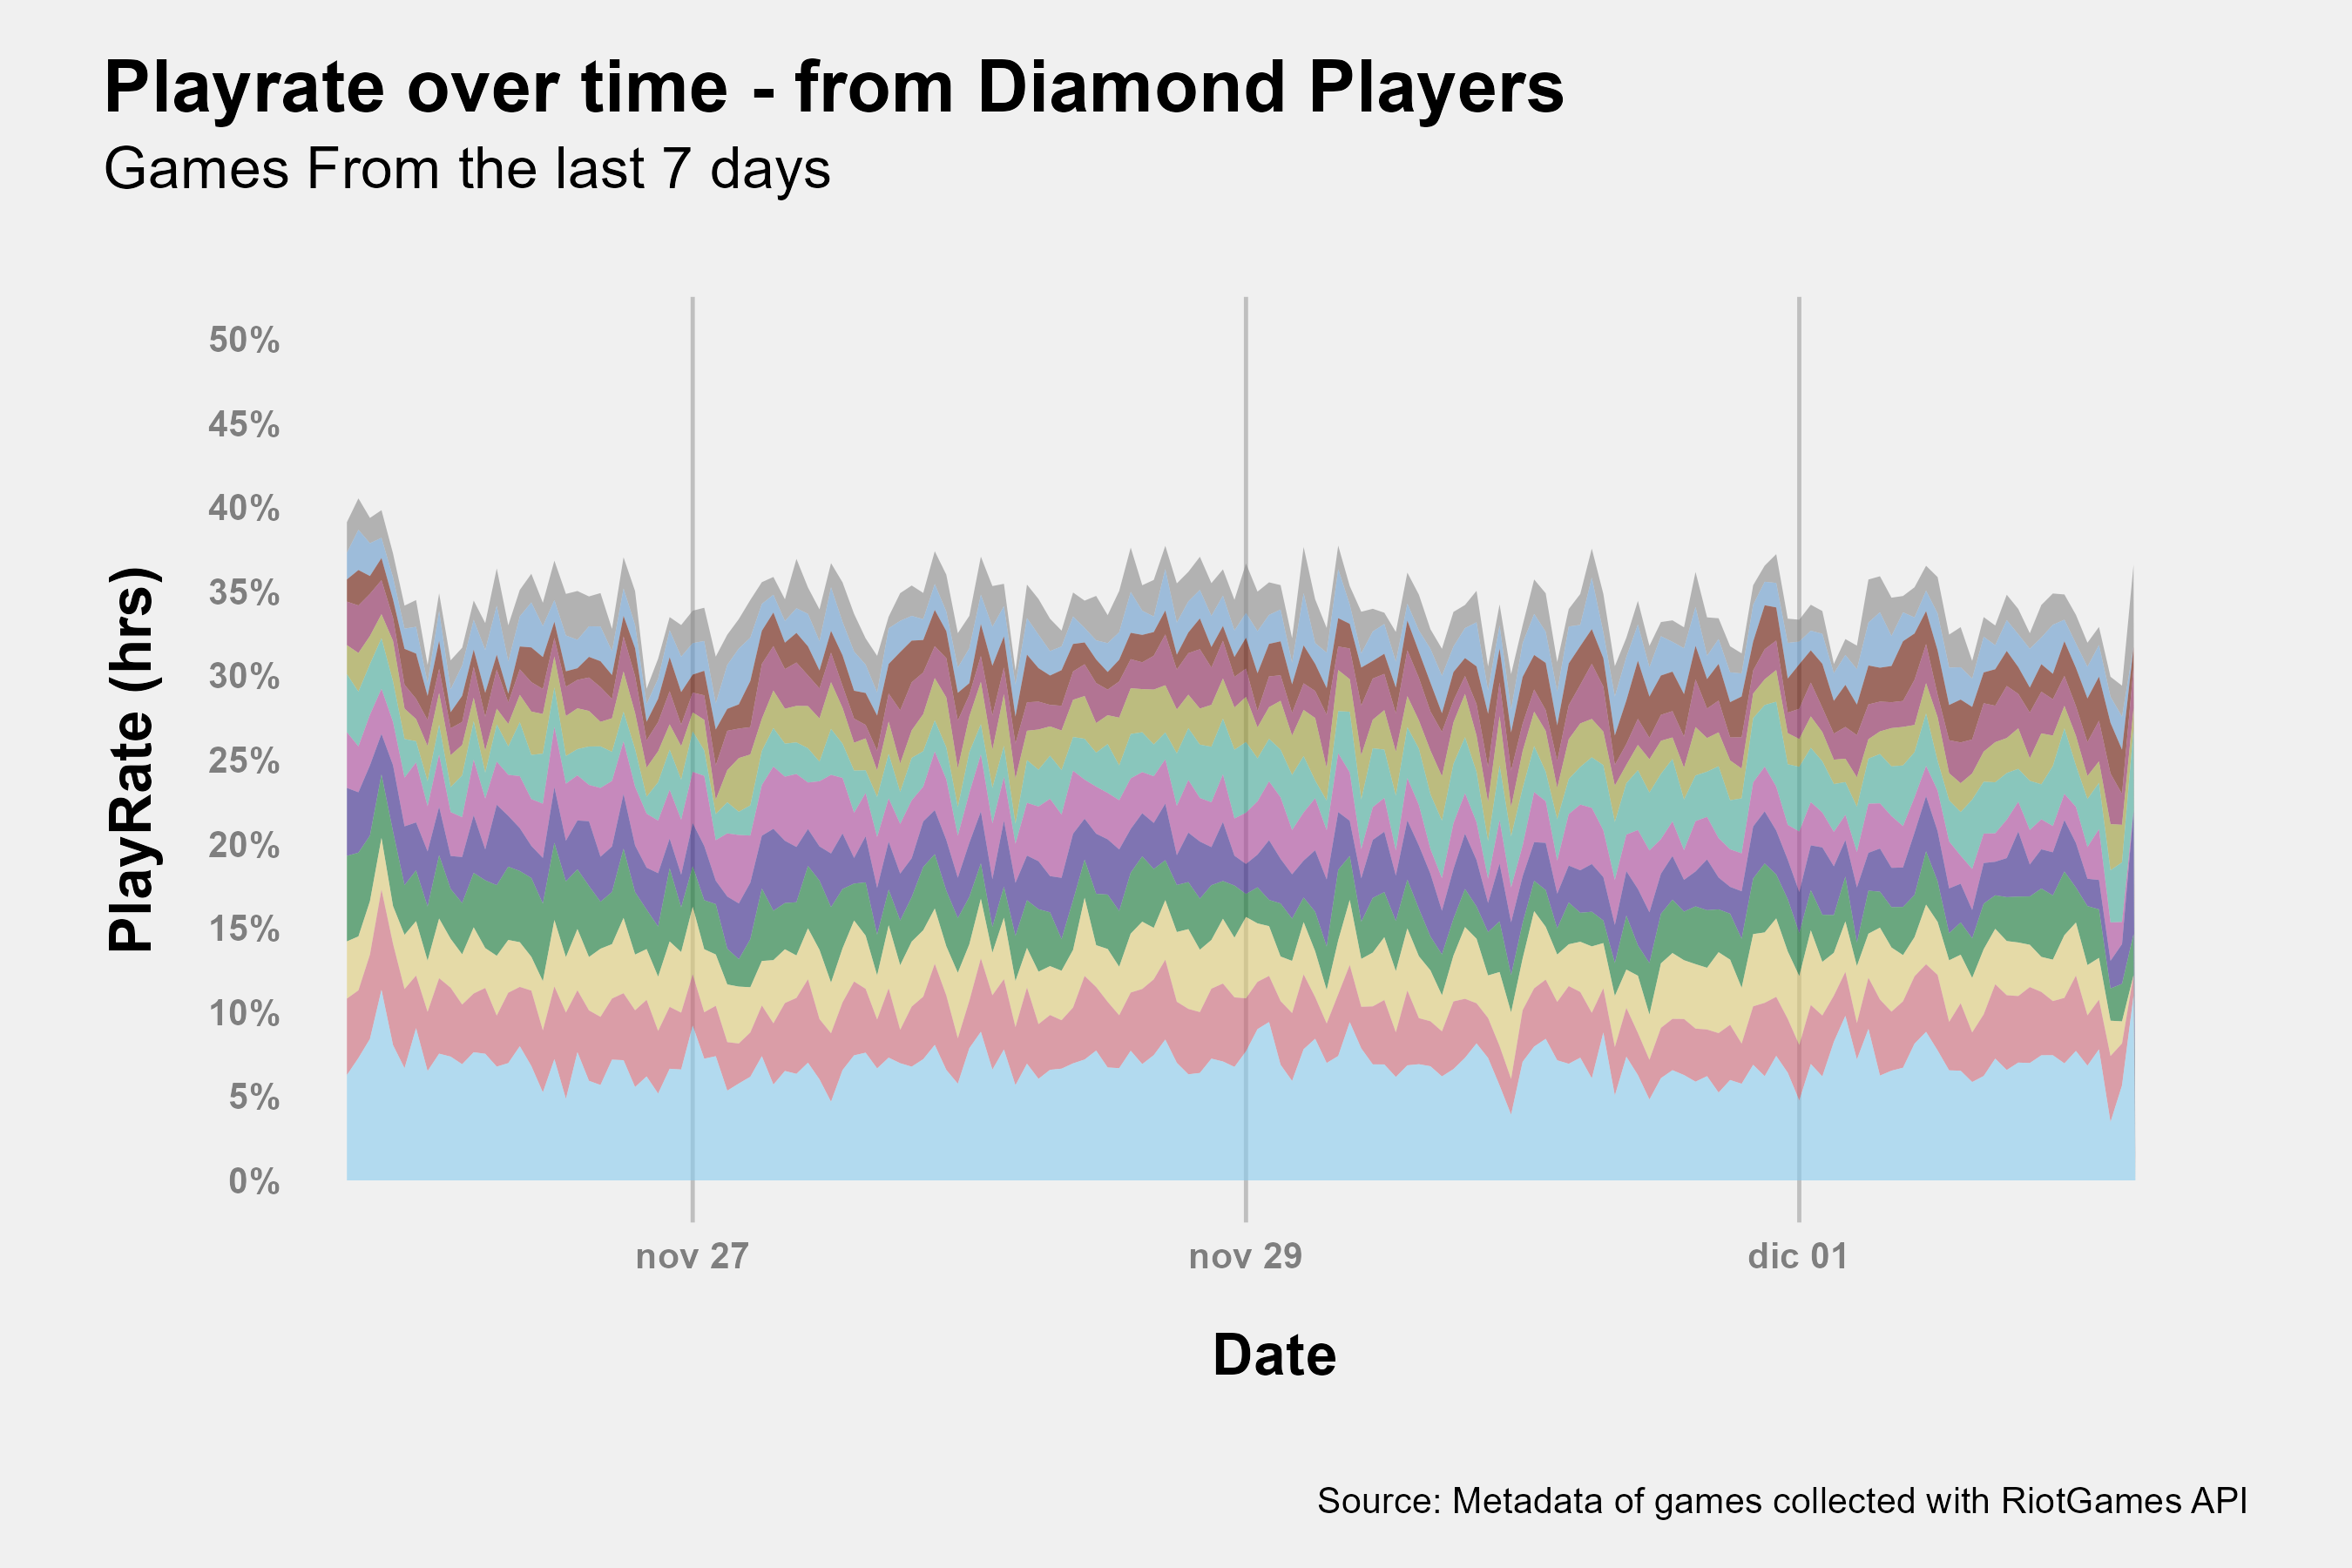 Playrate over time - from Diamond Players
Games From the last 7 days
50%
45%
40%
35%
30%
25%
20%
15%
10%
5%
0%
PlayRate (hrs)
nov 27
nov 29
dic 01
Date
Source: Metadata of games collected with RiotGames API